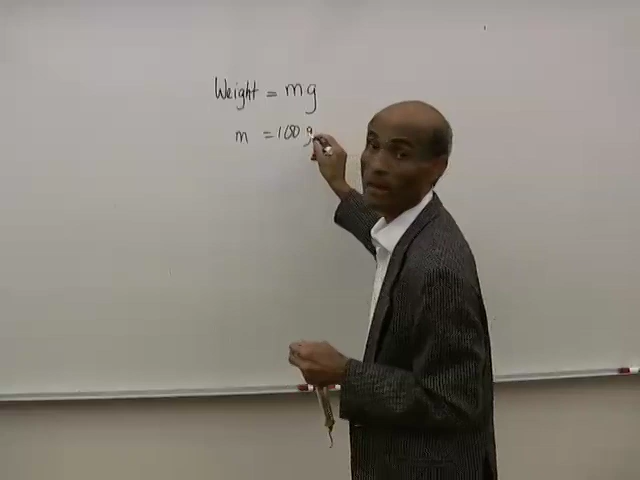 Weight = mg
m = 100 g